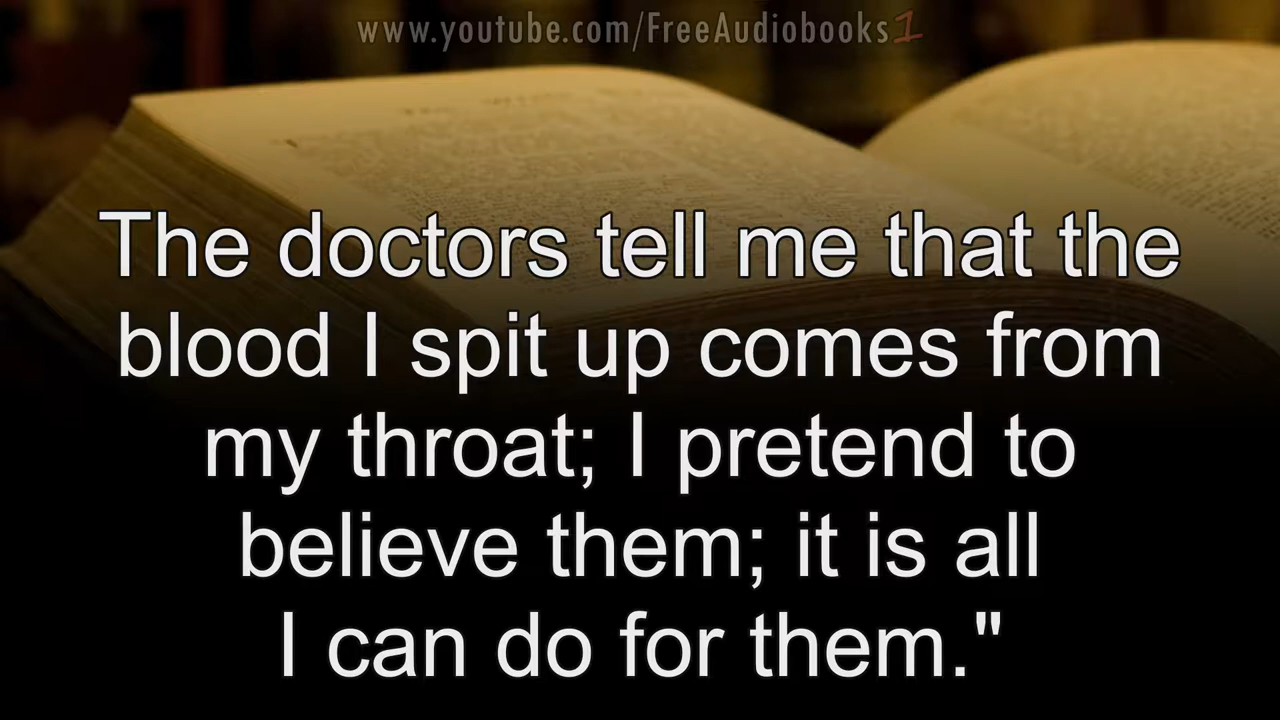 www.youtube.com/FreeAudiobooks1
The doctors tell me that the
blood I spit up comes from
my throat; I pretend to
believe them; it is all
I can do for them."